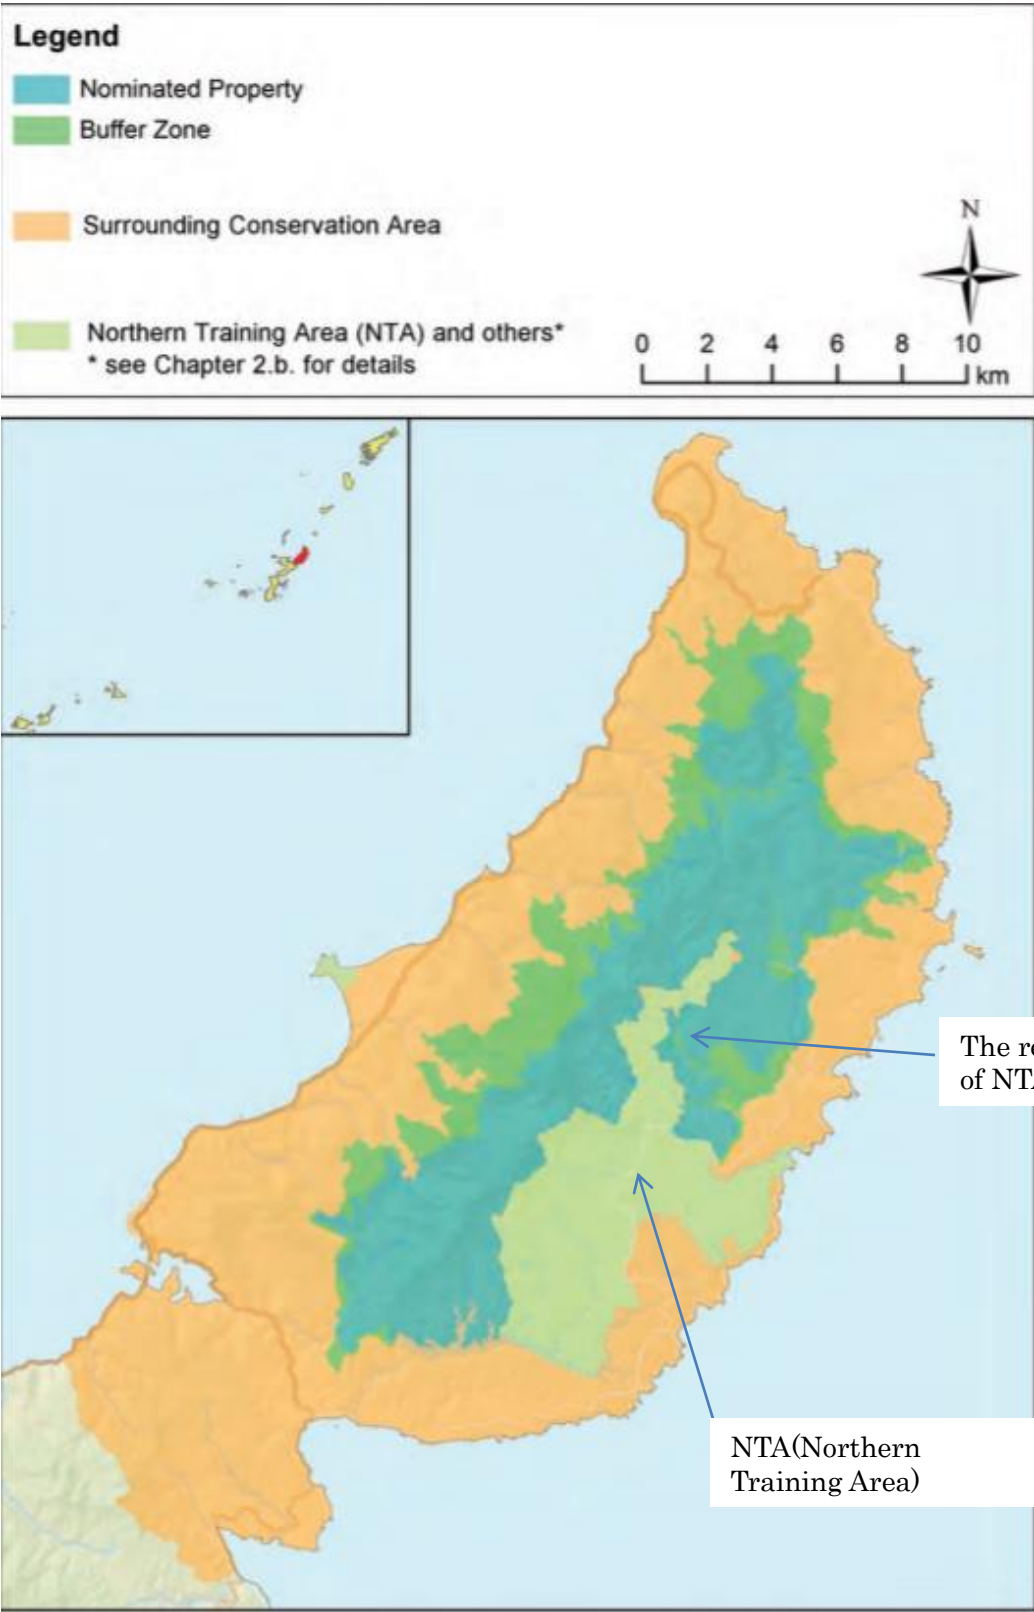 Legend
Nominated Property
Buffer Zone
Surrounding Conservation Area
Northern Training Area (NTA) and others*
* see Chapter 2.b. for details
N
0 2 4 6 8 10
km
The
of
NTA(Northern
Training Area)